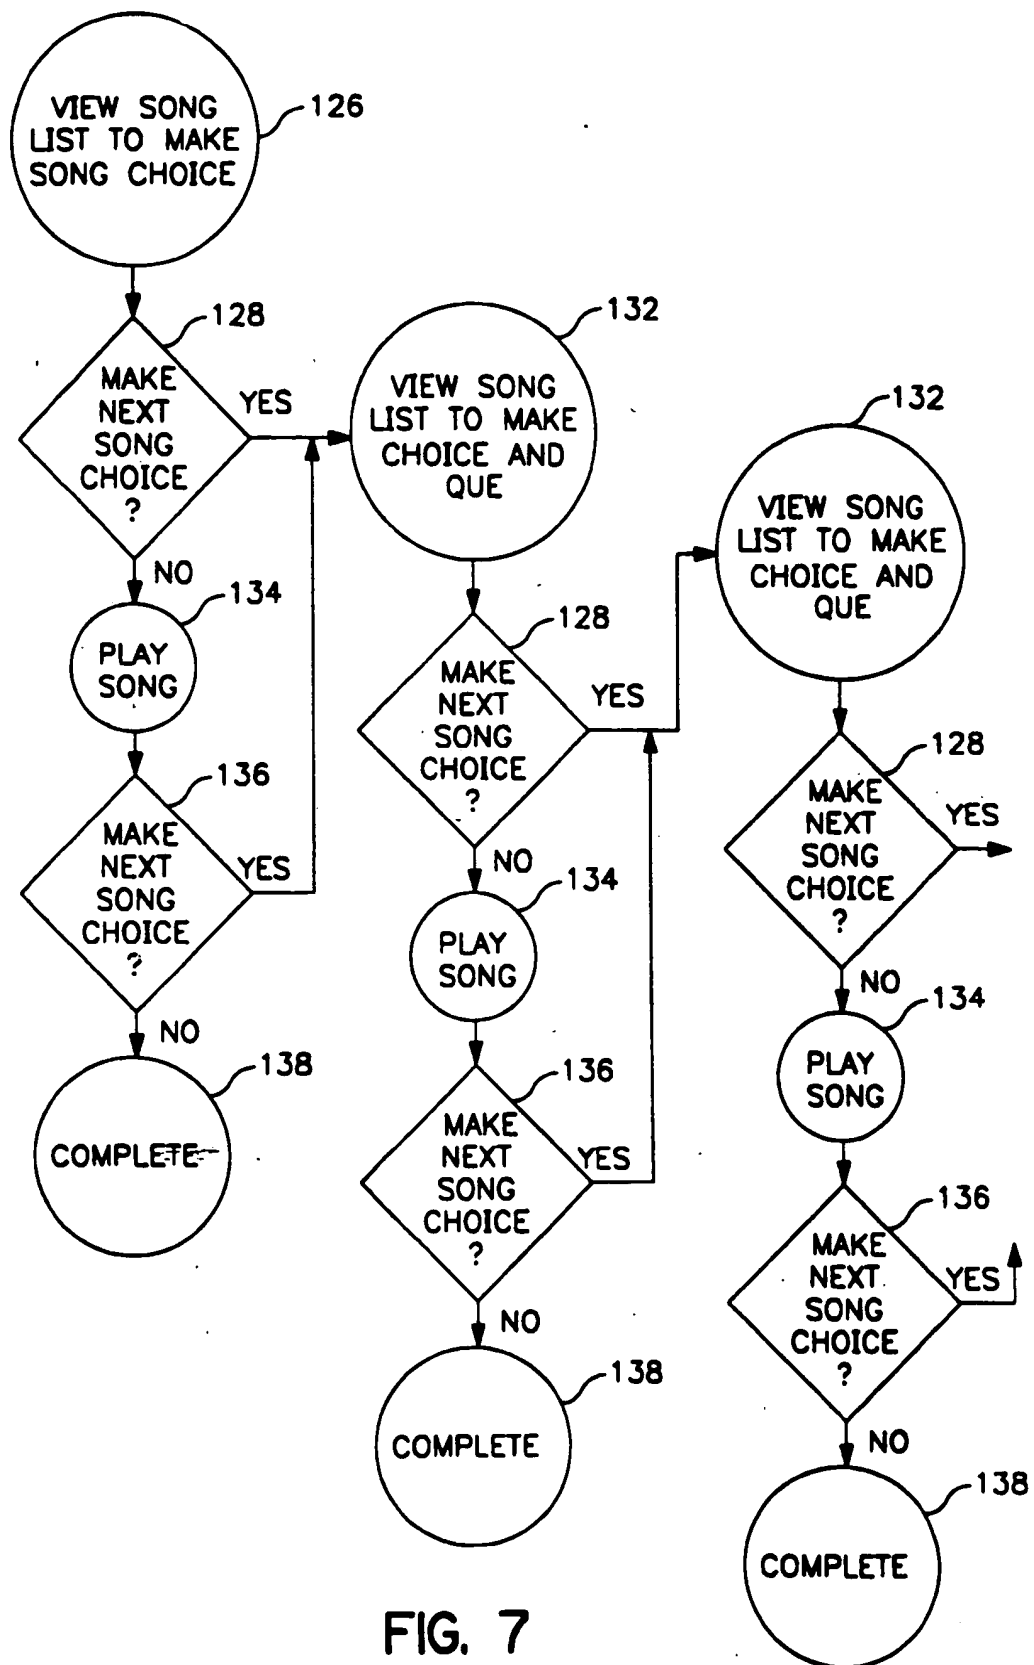 VIEW SONG
LIST TO MAKE
SONG CHOICE
126
128
MAKE
NEXT
SONG
CHOICE
?
YES
NO
134
PLAY
SONG
136
MAKE
NEXT
SONG
CHOICE
?
YES
NO
138
COMPLETE
132
VIEW SONG
LIST TO MAKE
CHOICE AND
QUE
128
MAKE
NEXT
SONG
CHOICE
?
YES
NO
134
PLAY
SONG
136
MAKE
NEXT
SONG
CHOICE
?
YES
NO
138
COMPLETE
132
VIEW SONG
LIST TO MAKE
CHOICE AND
QUE
128
MAKE
NEXT
SONG
CHOICE
?
YES
NO
134
PLAY
SONG
136
MAKE
NEXT
SONG
CHOICE
?
YES
NO
138
COMPLETE
FIG. 7